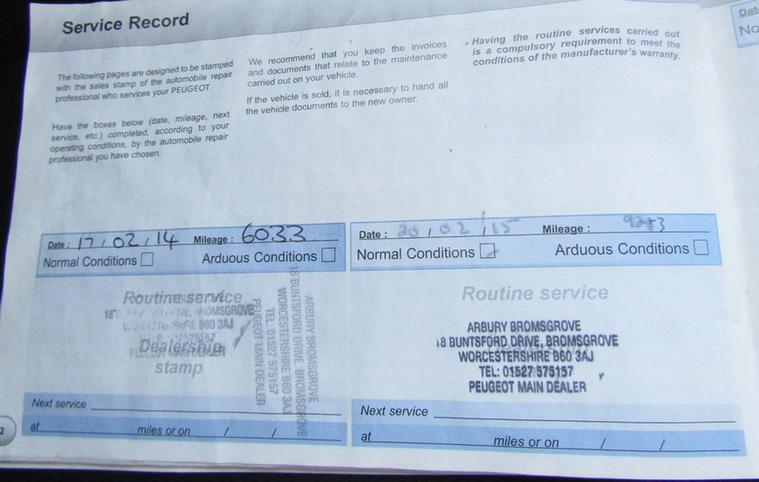 Service Record
The following pages are designed to be stamped
with the sales stamp of the automobile repair
professional who services your PEUGEOT.
Have the boxes below (date, mileage, next
service, etc.) completed, according to your
operating conditions, by the automobile repair
professional you have chosen.
We recommend that you keep the invoices
and documents that relate to the maintenance
carried out on your vehicle.
If the vehicle is sold, it is necessary to hand all
the vehicle documents to the new owner.
• Having the routine services carried out
is a compulsory requirement to meet the
conditions of the manufacturer's warranty.
Dat
No
Date : 17 / 02 / 14 Mileage : 6033
Normal Conditions Arduous Conditions
Routine service
Dealership
stamp
ARBURY BROMSGROVE
18 BUNTSFORD DRIVE, BROMSGROVE
WORCESTERSHIRE B60 3AJ
TEL: 01527 575157
PEUGEOT MAIN DEALER
Next service
at miles or on / /
Date : 20 / 02 / 15 Mileage :
Normal Conditions Arduous Conditions
Routine service
ARBURY BROMSGROVE
18 BUNTSFORD DRIVE, BROMSGROVE
WORCESTERSHIRE B60 3AJ
TEL: 01527 575157
PEUGEOT MAIN DEALER
Next service
at miles or on / /
2